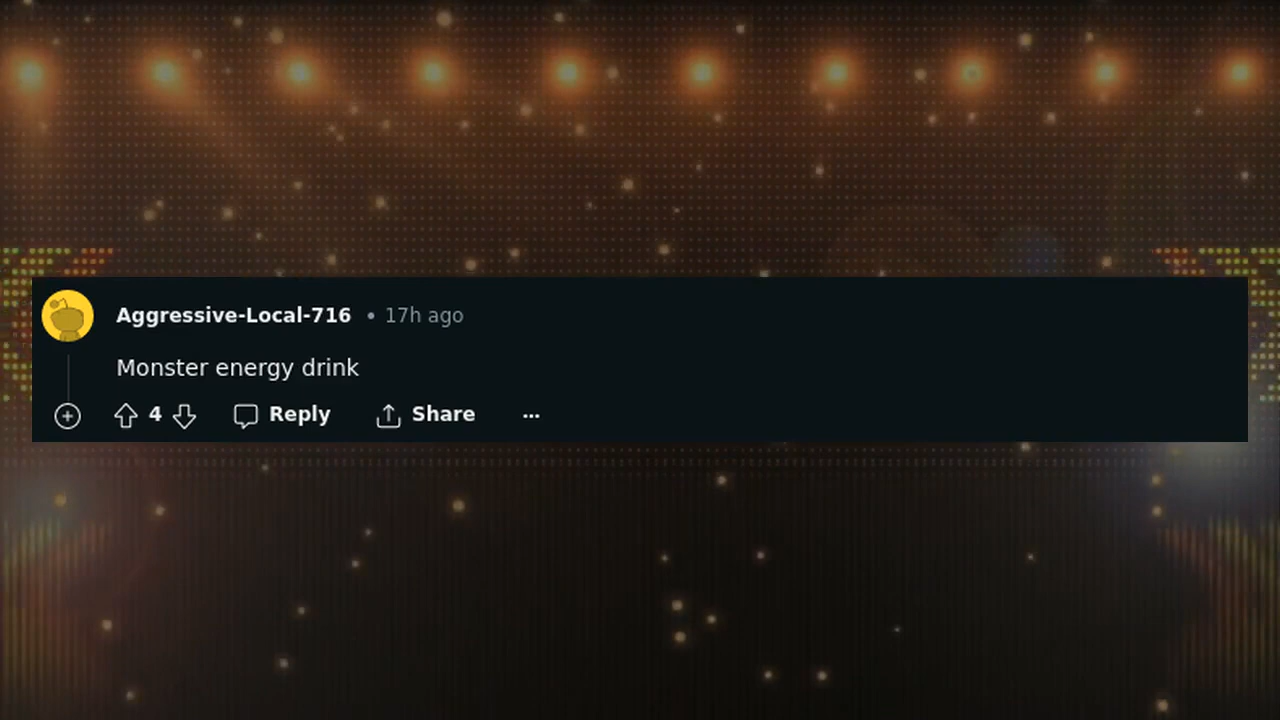 Aggressive-Local-716 • 17h ago
Monster energy drink
4 Reply Share ...